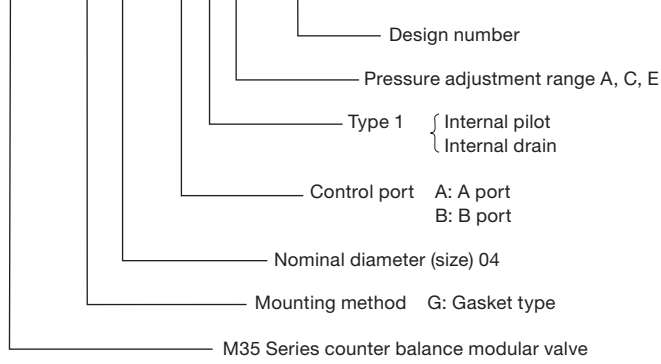 Design number
Pressure adjustment range A, C, E
Type 1 Internal pilot
Internal drain
Control port A: A port
B: B port
Nominal diameter (size) 04
Mounting method G: Gasket type
M35 Series counter balance modular valve